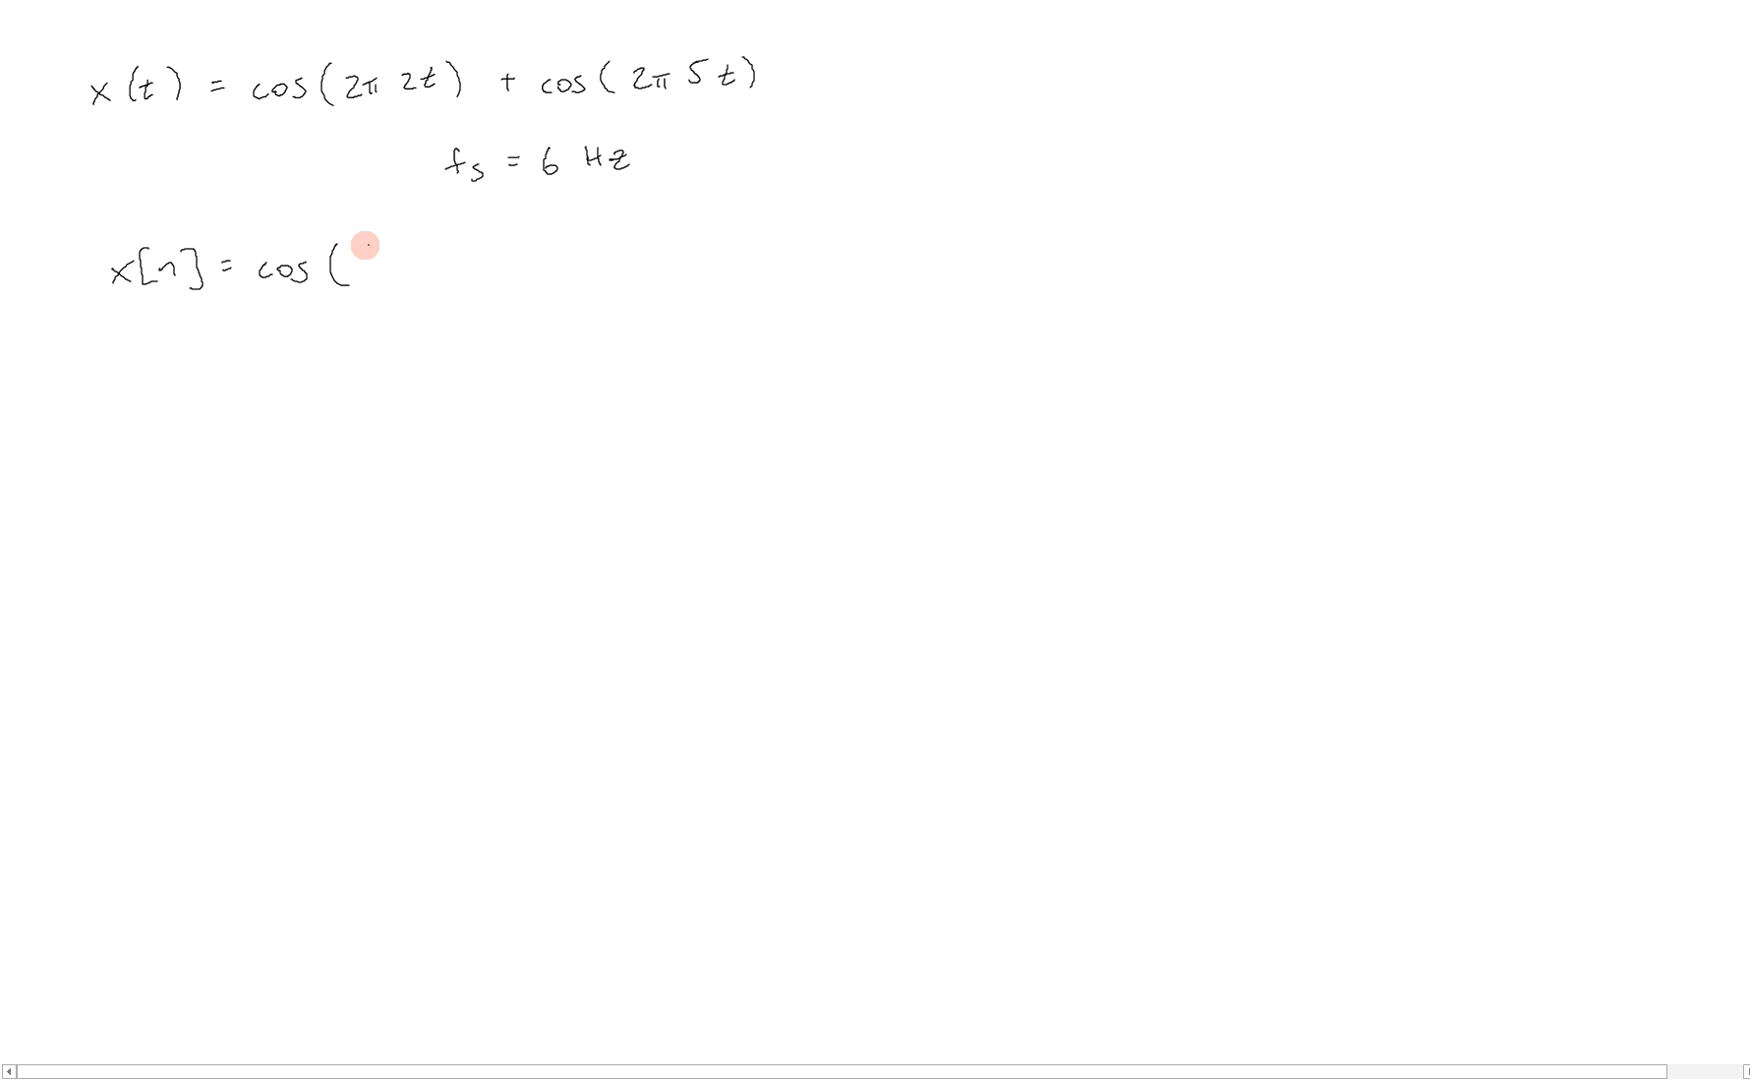 x(t) = cos(2π 2t) + cos(2π 5t)
fs = 6 Hz
x[n] = cos(